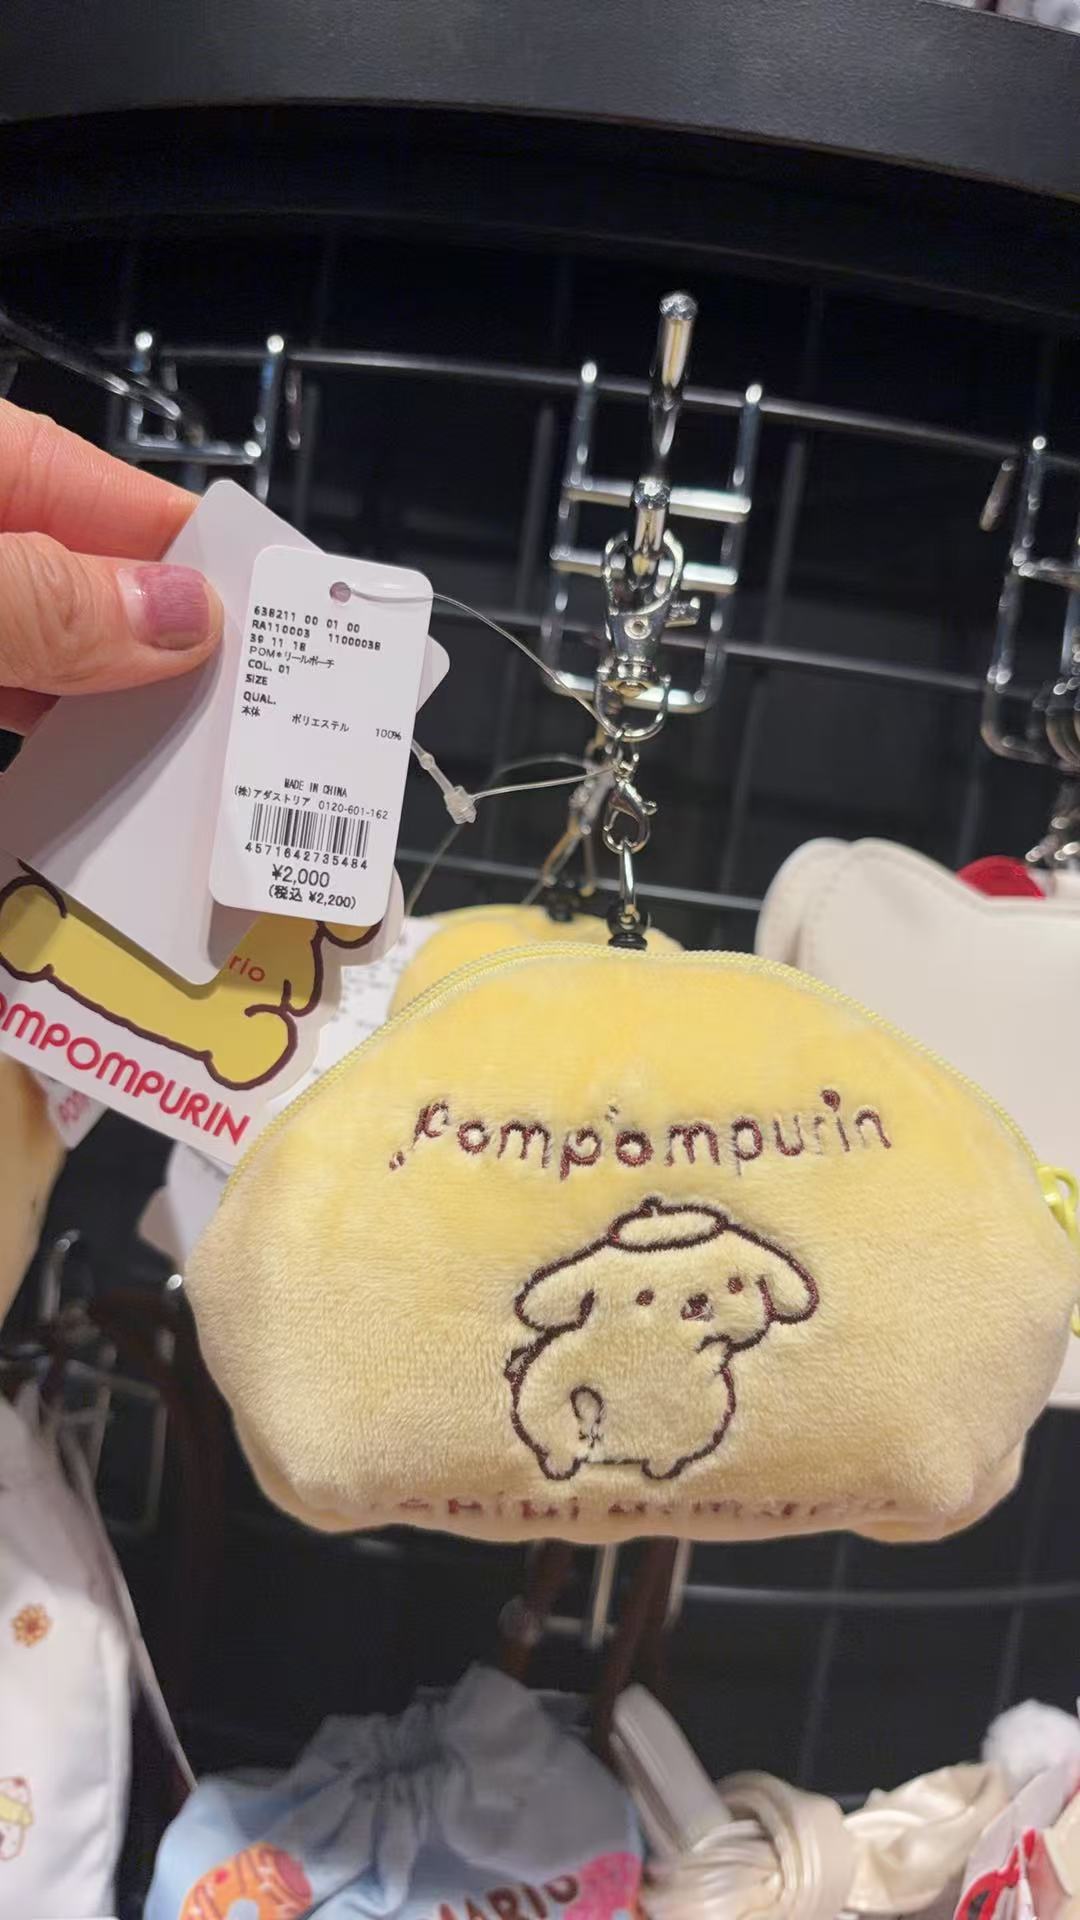 638211 00 01 00
RA110003 11000038
39 11 18
POM*リールポーチ
COL. 01
SIZE
QUAL.
本体 ポリエステル 100%
MADE IN CHINA
(株)アダストリア 0120-601-162
4571642735484
¥2,000
(税込 ¥2,200)
rio
OMPOMPURIN
pompompurin